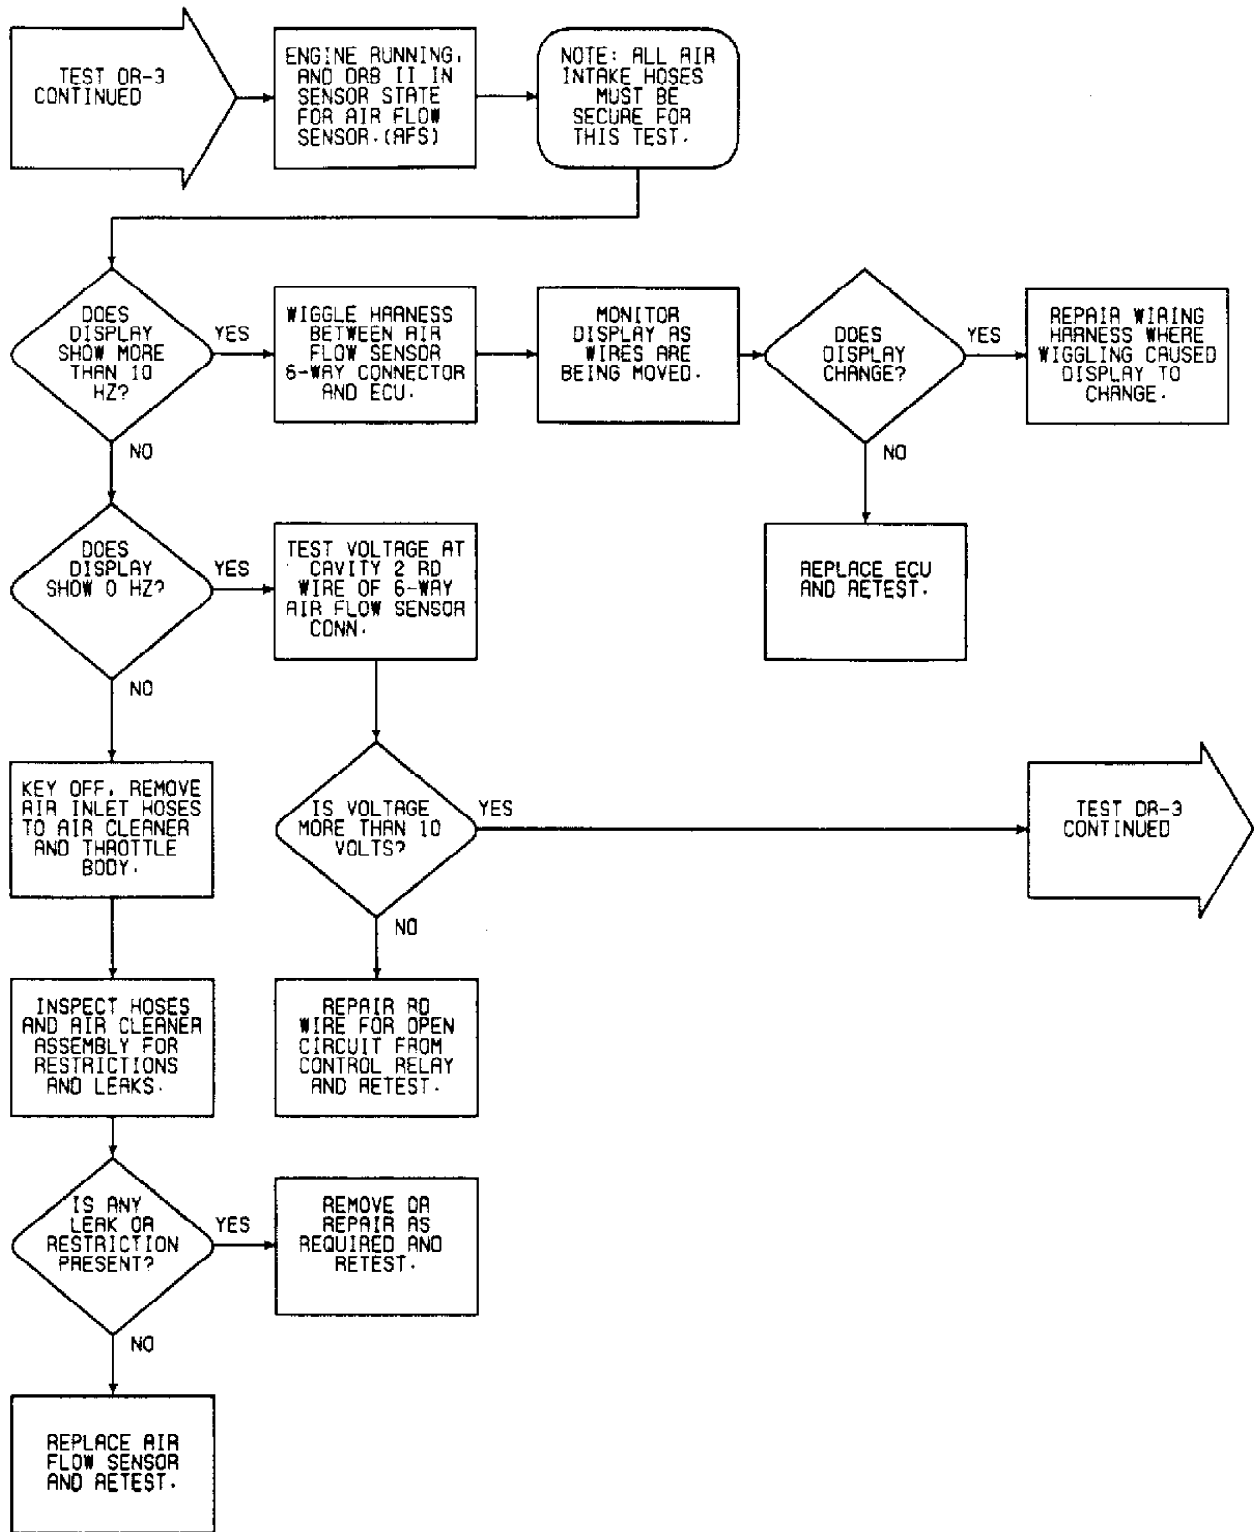 TEST DR-3
CONTINUED
ENGINE RUNNING,
AND DRB II IN
SENSOR STATE
FOR AIR FLOW
SENSOR.(AFS)
NOTE: ALL AIR
INTAKE HOSES
MUST BE
SECURE FOR
THIS TEST.
DOES
DISPLAY
SHOW MORE
THAN 10
HZ?
YES
WIGGLE HARNESS
BETWEEN AIR
FLOW SENSOR
6-WAY CONNECTOR
AND ECU.
MONITOR
DISPLAY AS
WIRES ARE
BEING MOVED.
DOES
DISPLAY
CHANGE?
YES
REPAIR WIRING
HARNESS WHERE
WIGGLING CAUSED
DISPLAY TO
CHANGE.
NO
NO
DOES
DISPLAY
SHOW 0 HZ?
YES
TEST VOLTAGE AT
CAVITY 2 RD
WIRE OF 6-WAY
AIR FLOW SENSOR
CONN.
REPLACE ECU
AND RETEST.
NO
KEY OFF, REMOVE
AIR INLET HOSES
TO AIR CLEANER
AND THROTTLE
BODY.
IS VOLTAGE
MORE THAN 10
VOLTS?
YES
TEST DR-3
CONTINUED
NO
INSPECT HOSES
AND AIR CLEANER
ASSEMBLY FOR
RESTRICTIONS
AND LEAKS.
REPAIR RD
WIRE FOR OPEN
CIRCUIT FROM
CONTROL RELAY
AND RETEST.
IS ANY
LEAK OR
RESTRICTION
PRESENT?
YES
REMOVE OR
REPAIR AS
REQUIRED AND
RETEST.
NO
REPLACE AIR
FLOW SENSOR
AND RETEST.